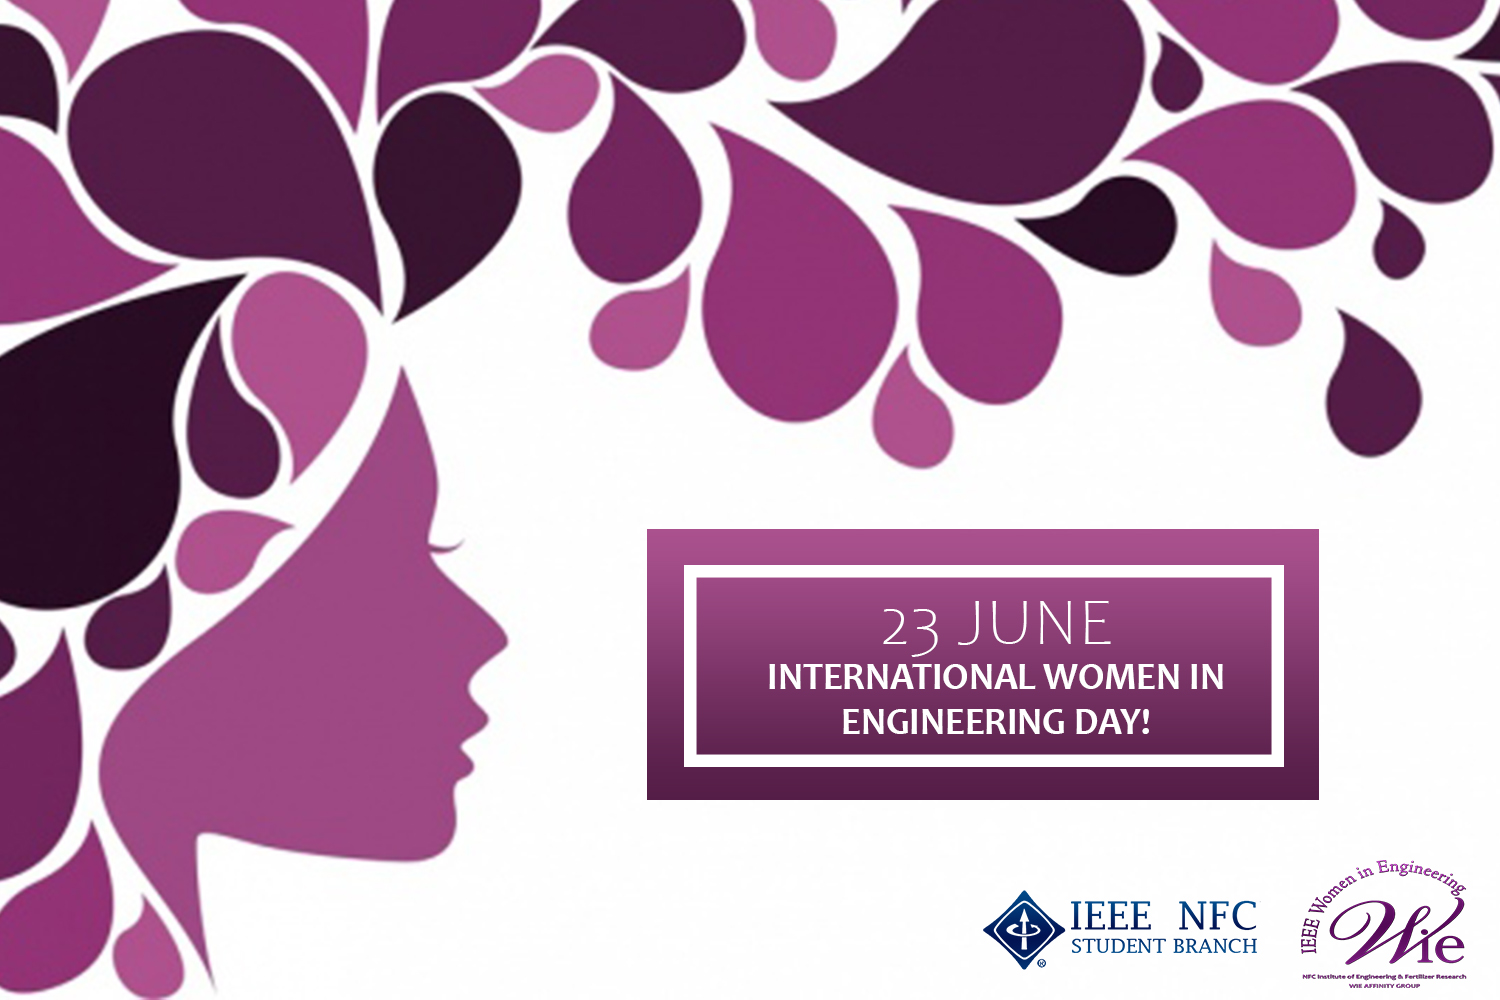 23 JUNE
INTERNATIONAL WOMEN IN
ENGINEERING DAY!
IEEE NFC
STUDENT BRANCH
®
IEEE Women in Engineering
Wie
NFC Institute of Engineering & Fertilizer Research
WIE AFFINITY GROUP